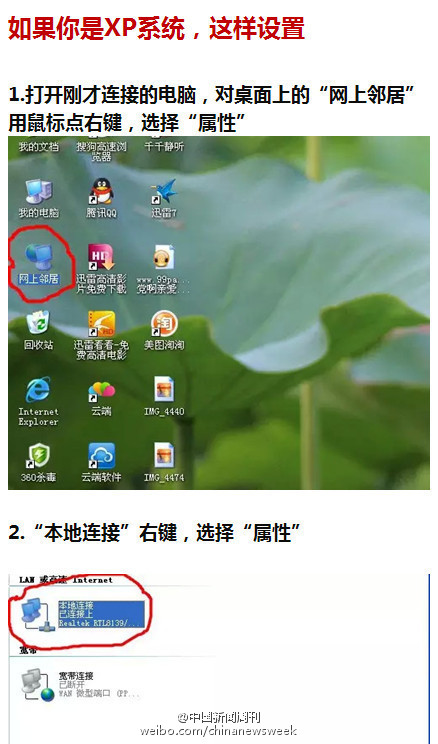 如果你是XP系统，这样设置
1.打开刚才连接的电脑，对桌面上的“网上邻居”
用鼠标点右键，选择“属性”
我的文档
搜狗高速浏
览器
千千静听
我的电脑
腾讯QQ
迅雷7
网上邻居
迅雷高清影
片免费下载
www.99pa...
党啊亲爱...
回收站
迅雷看看-免
费高清电影
美图淘淘
Internet
Explorer
云端
IMG_4440
360杀毒
云端软件
IMG_4474
2.“本地连接”右键，选择“属性”
LAN 或高速 Internet
本地连接
已连接上
Realtek RTL8139/...
宽带
宽带连接
已断开
WAN 微型端口 (PP...
@中国新闻周刊
weibo.com/chinanewsweek